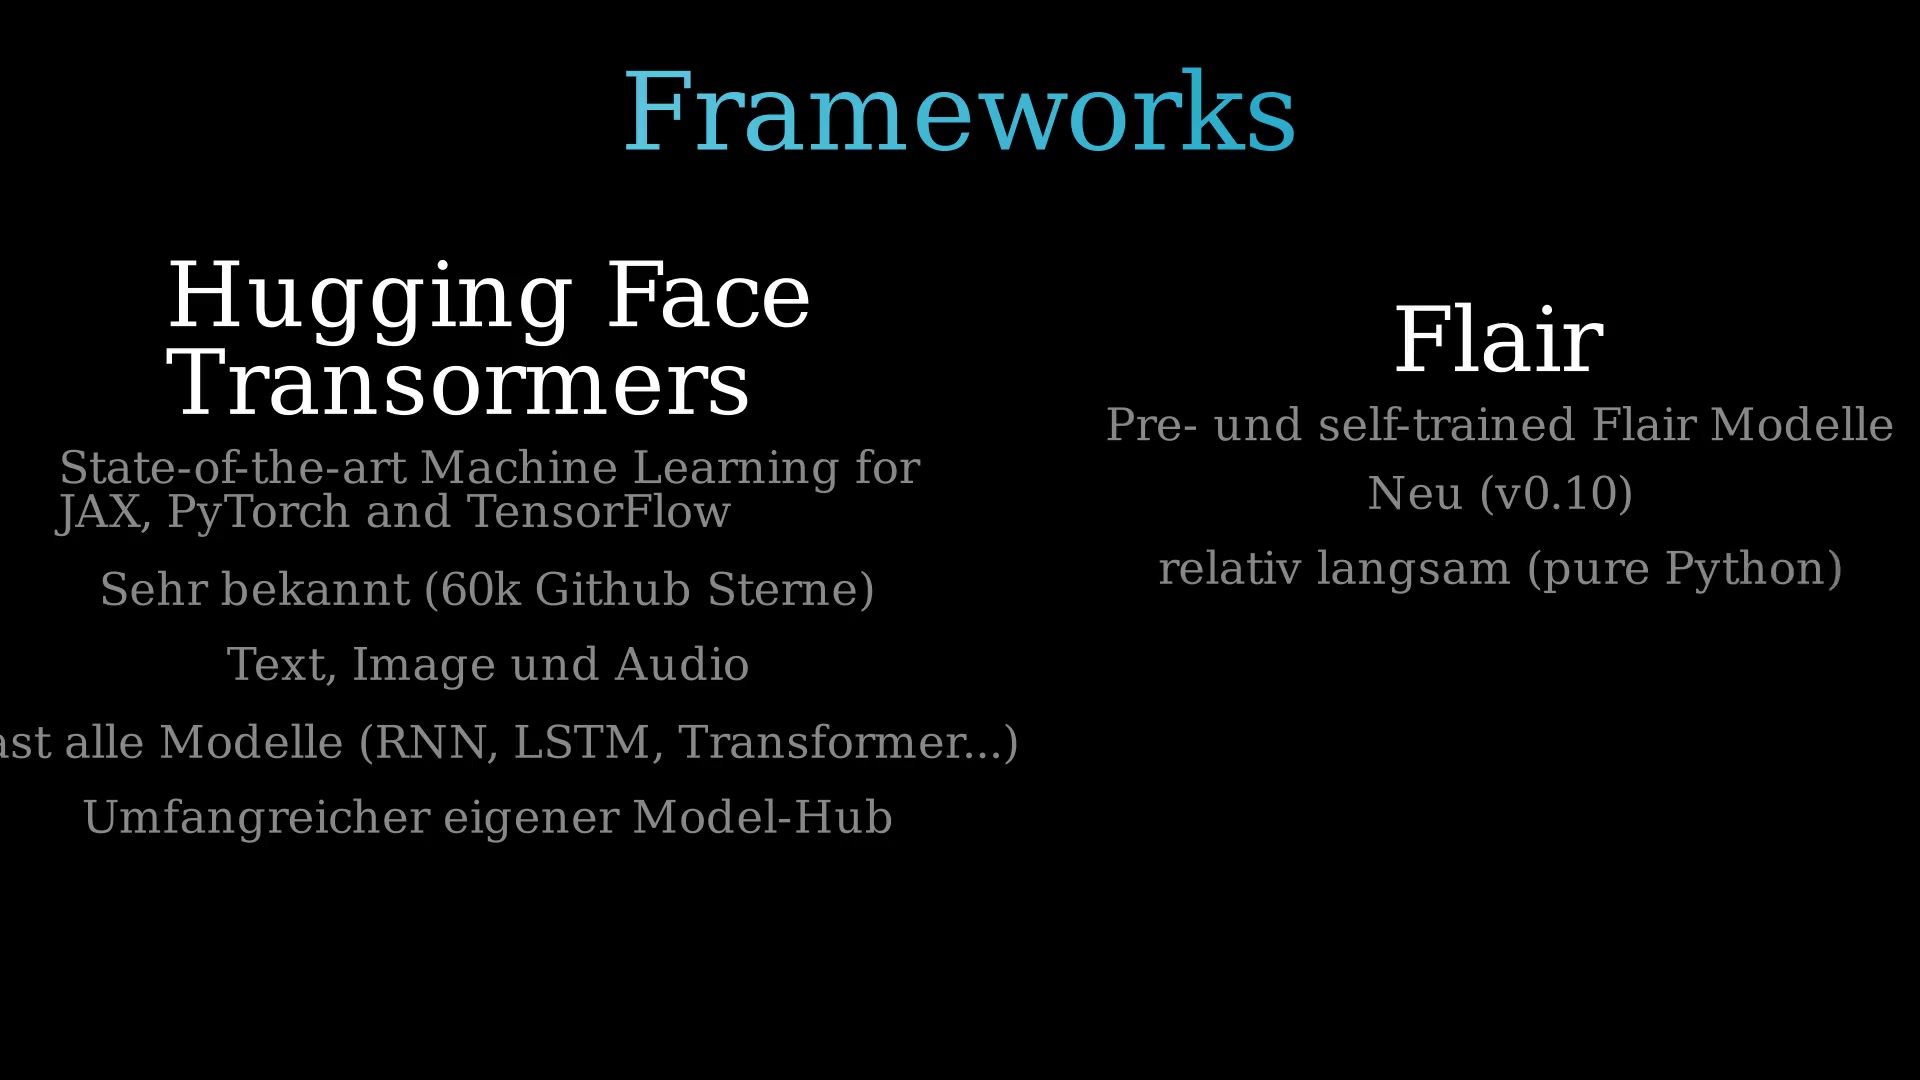 Frameworks
Hugging Face
Transormers
State-of-the-art Machine Learning for
JAX, PyTorch and TensorFlow
Sehr bekannt (60k Github Sterne)
Text, Image und Audio
alle Modelle (RNN, LSTM, Transformer...)
Umfangreicher eigener Model-Hub
Flair
Pre- und self-trained Flair Modelle
Neu (v0.10)
relativ langsam (pure Python)